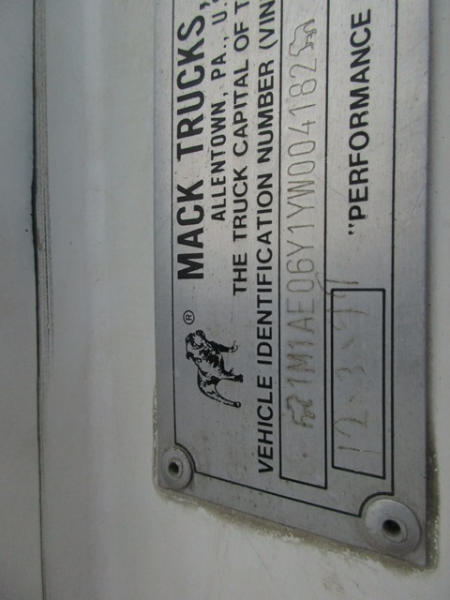 MACK TRUCKS,
ALLENTOWN, PA., U.
THE TRUCK CAPITAL OF T
®
VEHICLE IDENTIFICATION NUMBER (VIN
1M1AE06Y1YW004182
"PERFORMANCE